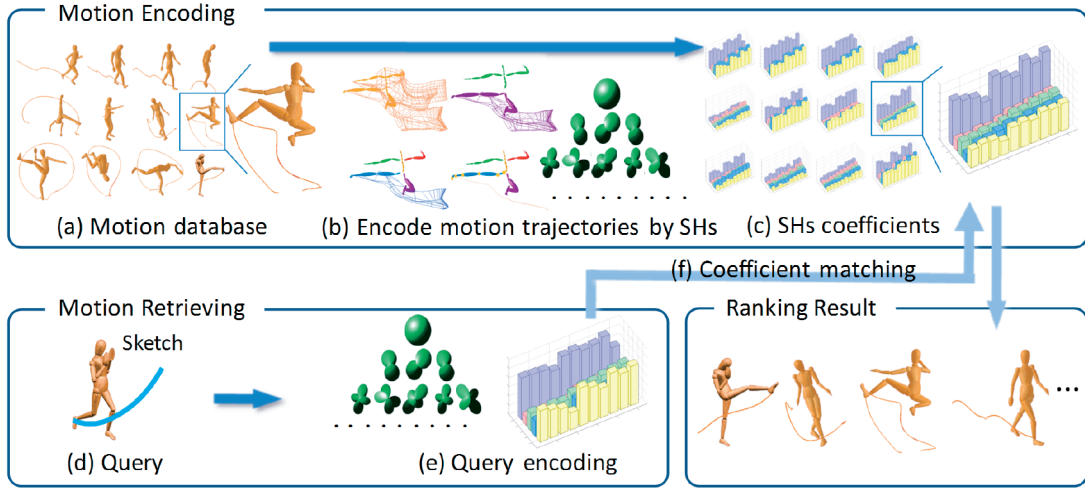 Motion Encoding
(a) Motion database
(b) Encode motion trajectories by SHs
(c) SHs coefficients
(f) Coefficient matching
Motion Retrieving
Sketch
(d) Query
(e) Query encoding
Ranking Result
...